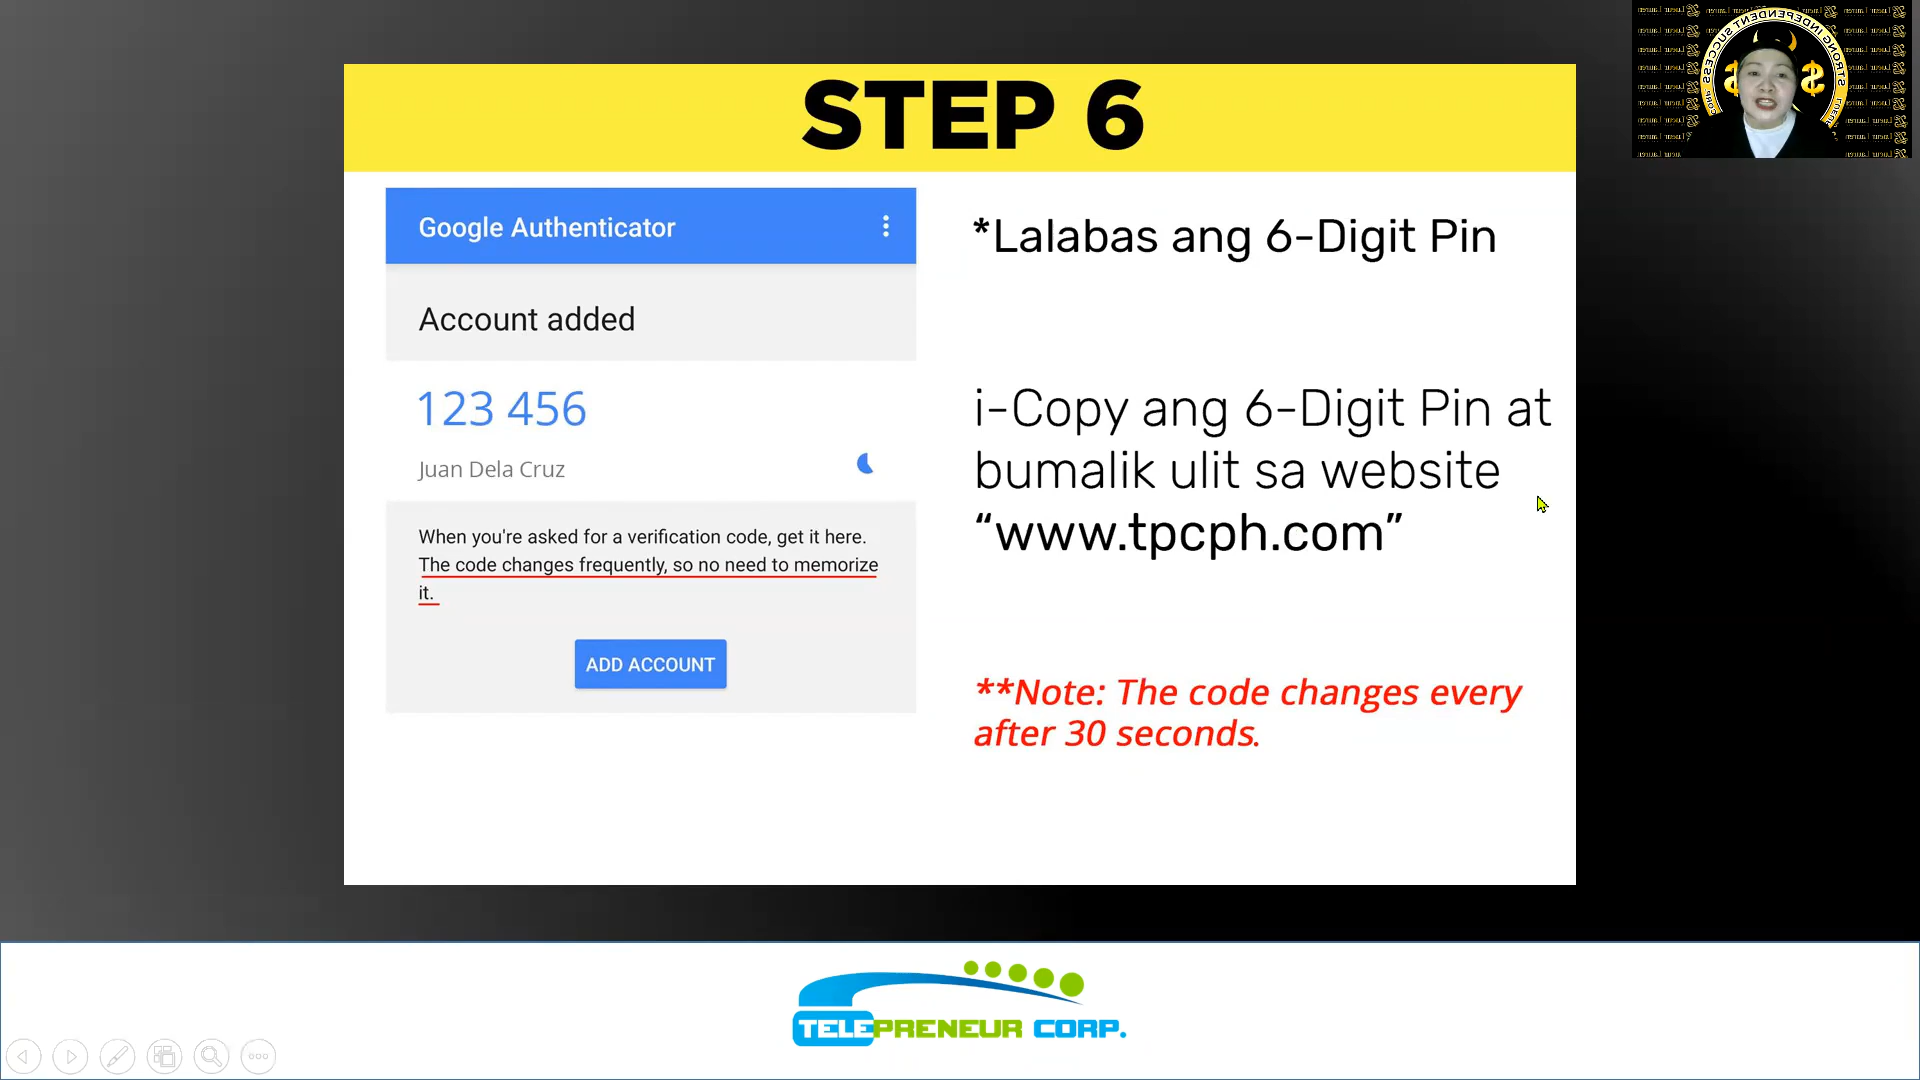 STEP 6
Google Authenticator
Account added
123 456
Juan Dela Cruz
When you're asked for a verification code, get it here.
The code changes frequently, so no need to memorize
it.
ADD ACCOUNT
*Lalabas ang 6-Digit Pin
i-Copy ang 6-Digit Pin at
bumalik ulit sa website
“www.tpcph.com”
**Note: The code changes every
after 30 seconds.
STRONG INDEPENDENT SUCCESS
TELEPRENEUR CORP.